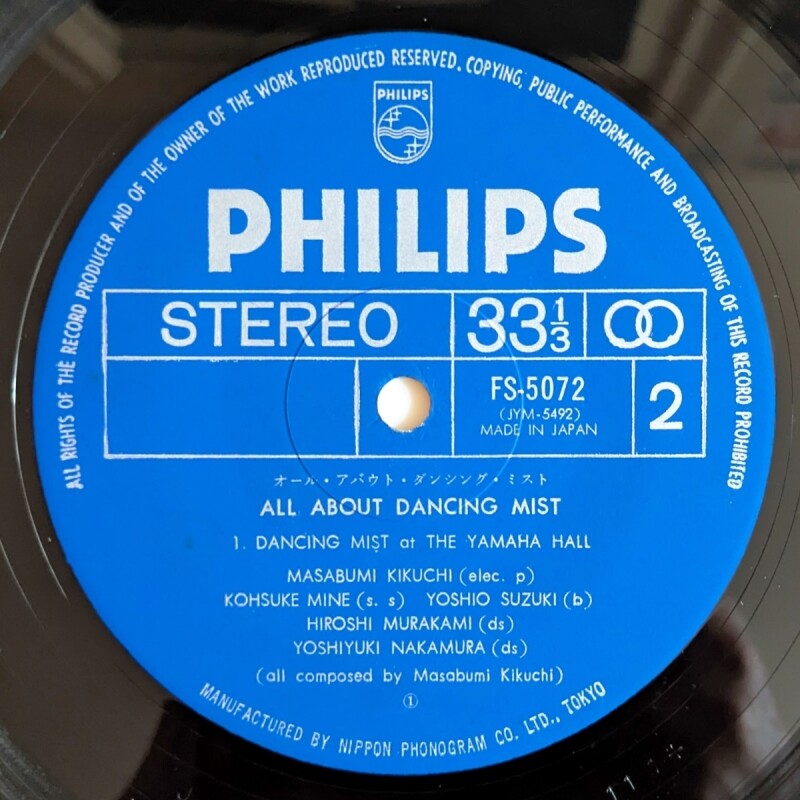 ALL RIGHTS OF THE RECORD PRODUCER AND OF THE OWNER OF THE WORK REPRODUCED RESERVED. COPYING, PUBLIC PERFORMANCE AND BROADCASTING OF THIS RECORD PROHIBITED
PHILIPS
PHILIPS
STEREO 33 1/3
FS-5072
(JYM-5492)
MADE IN JAPAN
2
オール・アバウト・ダンシング・ミスト
ALL ABOUT DANCING MIST
1. DANCING MIST at THE YAMAHA HALL
MASABUMI KIKUCHI (elec. p)
KOHSUKE MINE (s. s) YOSHIO SUZUKI (b)
HIROSHI MURAKAMI (ds)
YOSHIYUKI NAKAMURA (ds)
(all composed by Masabumi Kikuchi)
①
MANUFACTURED BY NIPPON PHONOGRAM CO. LTD., TOKYO